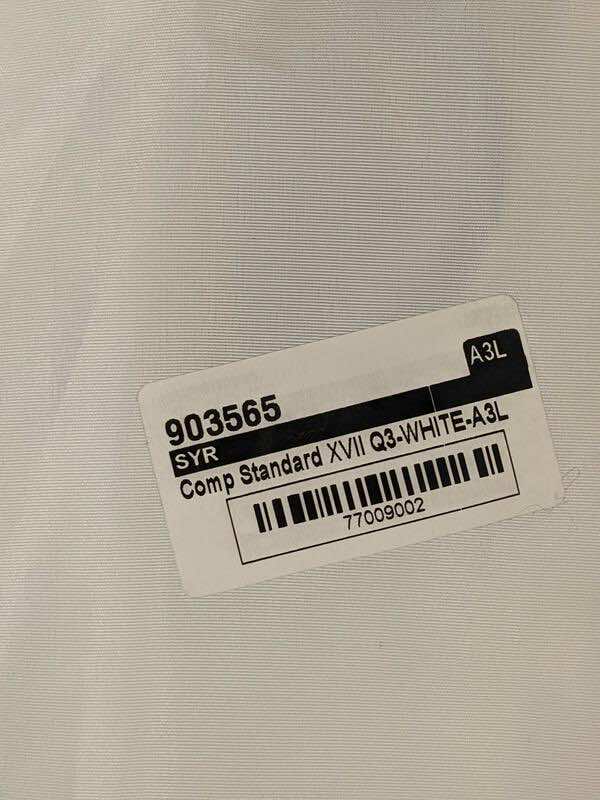 A3L
903565
SYR
Comp Standard XVII Q3-WHITE-A3L
77009002